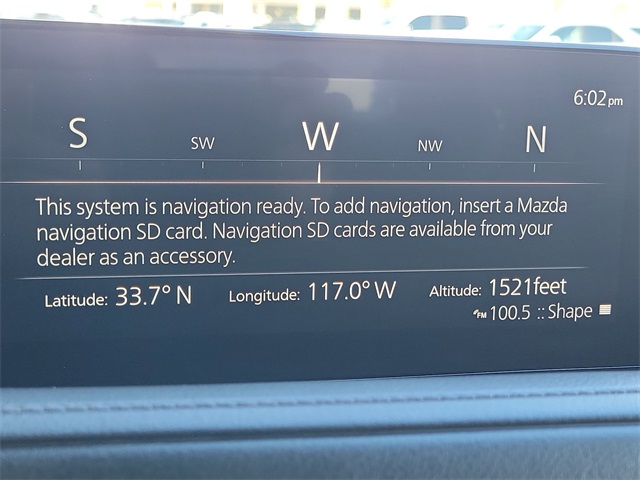 6:02pm
S SW W NW N
This system is navigation ready. To add navigation, insert a Mazda
navigation SD card. Navigation SD cards are available from your
dealer as an accessory.
Latitude: 33.7° N Longitude: 117.0° W Altitude: 1521feet
FM 100.5 :: Shape